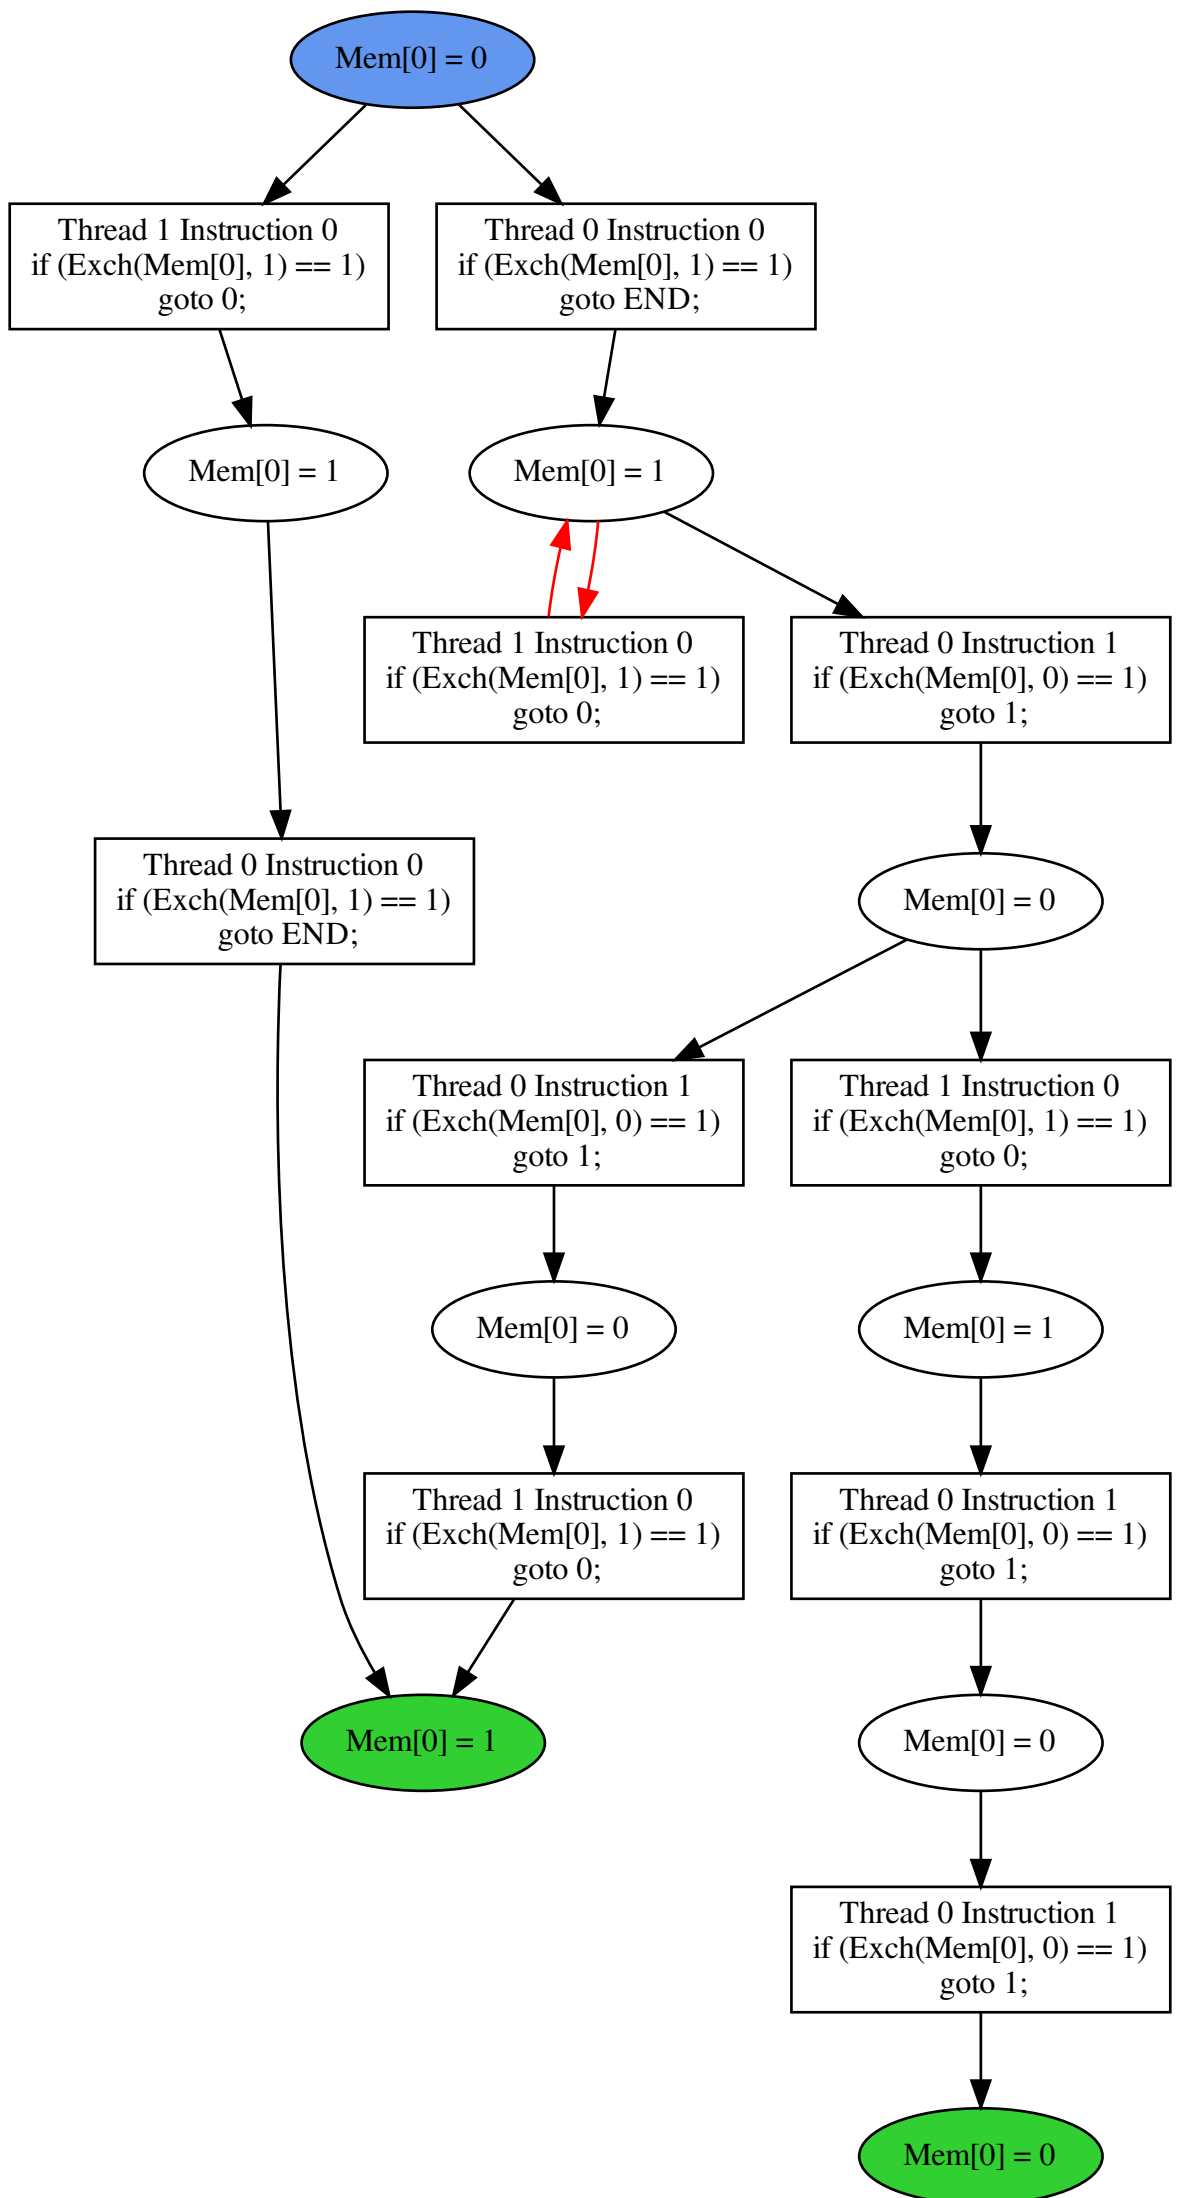 Mem[0] = 0
Thread 1 Instruction 0
if (Exch(Mem[0], 1) == 1)
goto 0;
Thread 0 Instruction 0
if (Exch(Mem[0], 1) == 1)
goto END;
Mem[0] = 1
Mem[0] = 1
Thread 1 Instruction 0
if (Exch(Mem[0], 1) == 1)
goto 0;
Thread 0 Instruction 1
if (Exch(Mem[0], 0) == 1)
goto 1;
Thread 0 Instruction 0
if (Exch(Mem[0], 1) == 1)
goto END;
Mem[0] = 0
Thread 0 Instruction 1
if (Exch(Mem[0], 0) == 1)
goto 1;
Thread 1 Instruction 0
if (Exch(Mem[0], 1) == 1)
goto 0;
Mem[0] = 0
Mem[0] = 1
Thread 1 Instruction 0
if (Exch(Mem[0], 1) == 1)
goto 0;
Thread 0 Instruction 1
if (Exch(Mem[0], 0) == 1)
goto 1;
Mem[0] = 1
Mem[0] = 0
Thread 0 Instruction 1
if (Exch(Mem[0], 0) == 1)
goto 1;
Mem[0] = 0